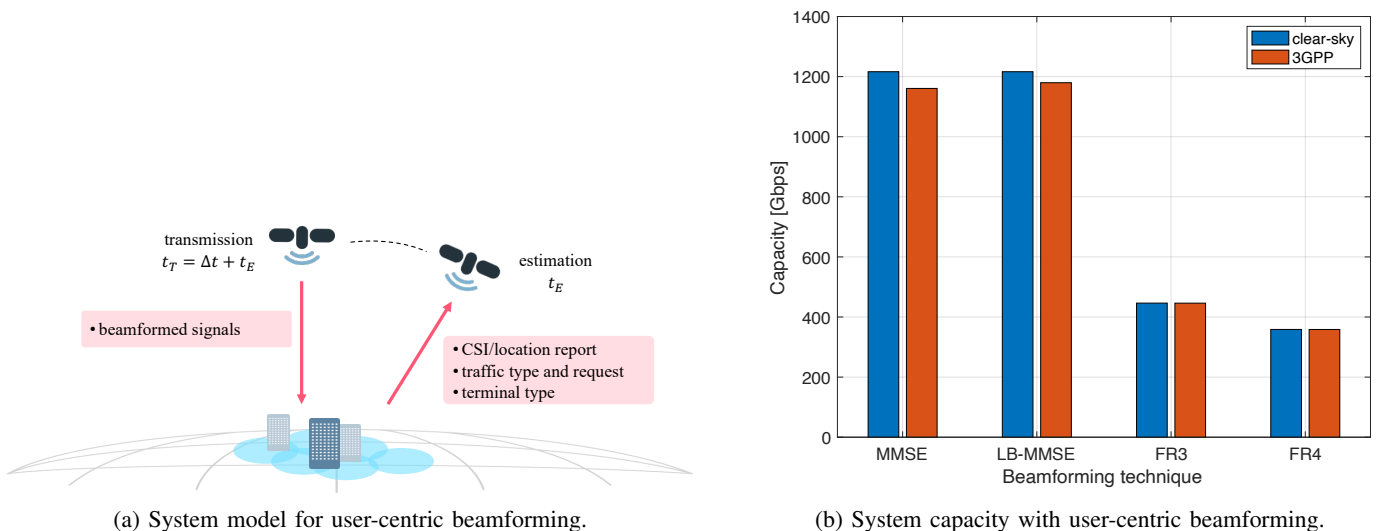 transmission
t_T = Δt + t_E
estimation
t_E
• beamformed signals
• CSI/location report
• traffic type and request
• terminal type
(a) System model for user-centric beamforming.
1400
1200
1000
800
600
400
200
0
Capacity [Gbps]
clear-sky
3GPP
MMSE LB-MMSE FR3 FR4
Beamforming technique
(b) System capacity with user-centric beamforming.